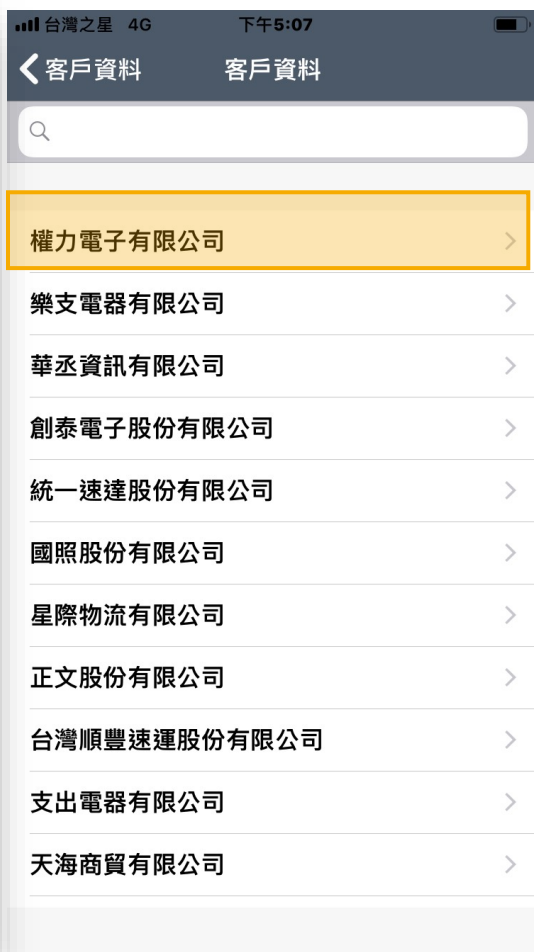 台灣之星 4G 下午5:07
客戶資料 客戶資料
權力電子有限公司
樂支電器有限公司
華丞資訊有限公司
創泰電子股份有限公司
統一速達股份有限公司
國照股份有限公司
星際物流有限公司
正文股份有限公司
台灣順豐速運股份有限公司
支出電器有限公司
天海商貿有限公司